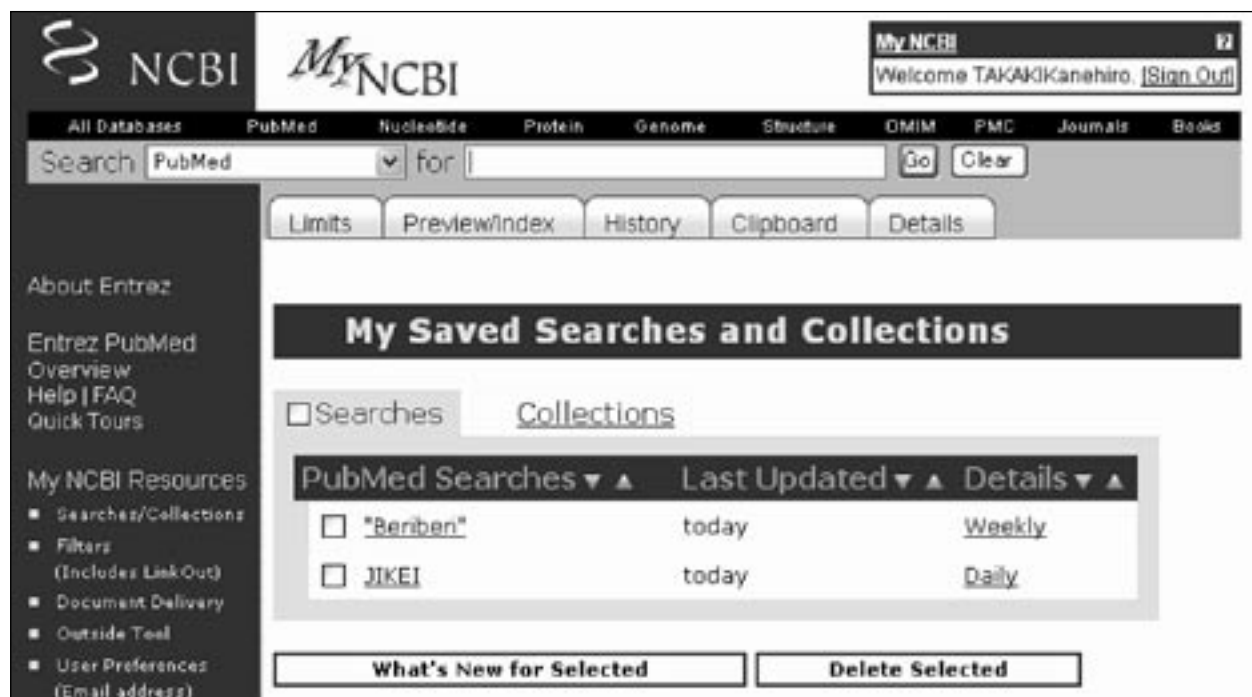 NCBI
My NCBI
My NCBI ?
Welcome TAKAKIKanehiro. [Sign Out]
All Databases PubMed Nucleotide Protein Genome Structure OMIM PMC Journals Books
Search PubMed for Go Clear
Limits Preview/Index History Clipboard Details
About Entrez
Entrez PubMed
Overview
Help | FAQ
Quick Tours
My NCBI Resources
Searches/Collections
Filters
(Includes LinkOut)
Document Delivery
Outside Tool
User Preferences
(Email address)
My Saved Searches and Collections
Searches Collections
PubMed Searches ▼ ▲ Last Updated ▼ ▲ Details ▼ ▲
"Beriberi" today Weekly
JIKEI today Daily
What's New for Selected Delete Selected